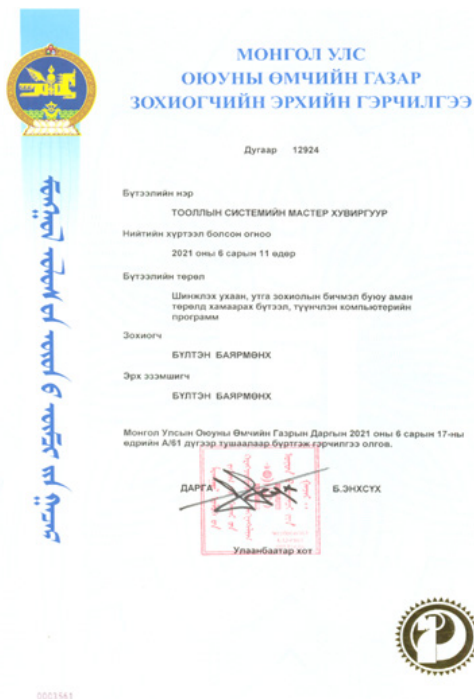 МОНГОЛ УЛС
ОЮУНЫ ӨМЧИЙН ГАЗАР
ЗОХИОГЧИЙН ЭРХИЙН ГЭРЧИЛГЭЭ
Дугаар 12924
Бүтээлийн нэр
ТООЛЛЫН СИСТЕМИЙН МАСТЕР ХУВИРГУУР
Нийтийн хүртээл болсон огноо
2021 оны 6 сарын 11 өдөр
Бүтээлийн төрөл
Шинжлэх ухаан, утга зохиолын бичмэл буюу аман
төрөлд хамаарах бүтээл, түүнчлэн компьютерийн
программ
Зохиогч
БҮЛТЭН БАЯРМӨНХ
Эрх эзэмшигч
БҮЛТЭН БАЯРМӨНХ
Монгол Улсын Оюуны Өмчийн Газрын Даргын 2021 оны 6 сарын 17-ны
өдрийн А/61 дүгээр тушаалаар бүртгэж гэрчилгээ олгов.
ДАРГА Б.ЭНХСҮХ
Улаанбаатар хот
0003561